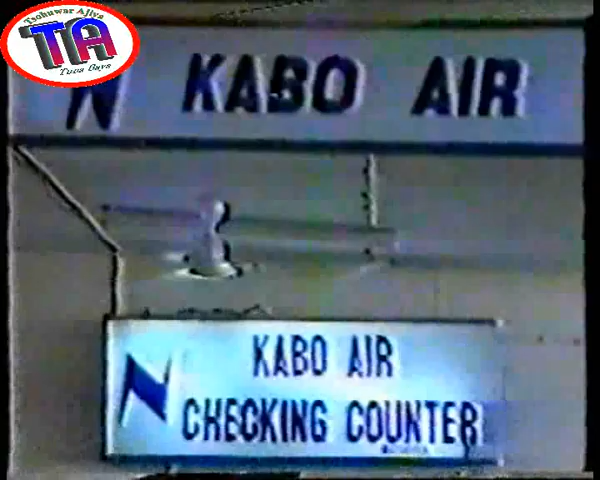 Tsohuwar Ajiya
TA
Tuna Baya
KABO AIR
KABO AIR
CHECKING COUNTER